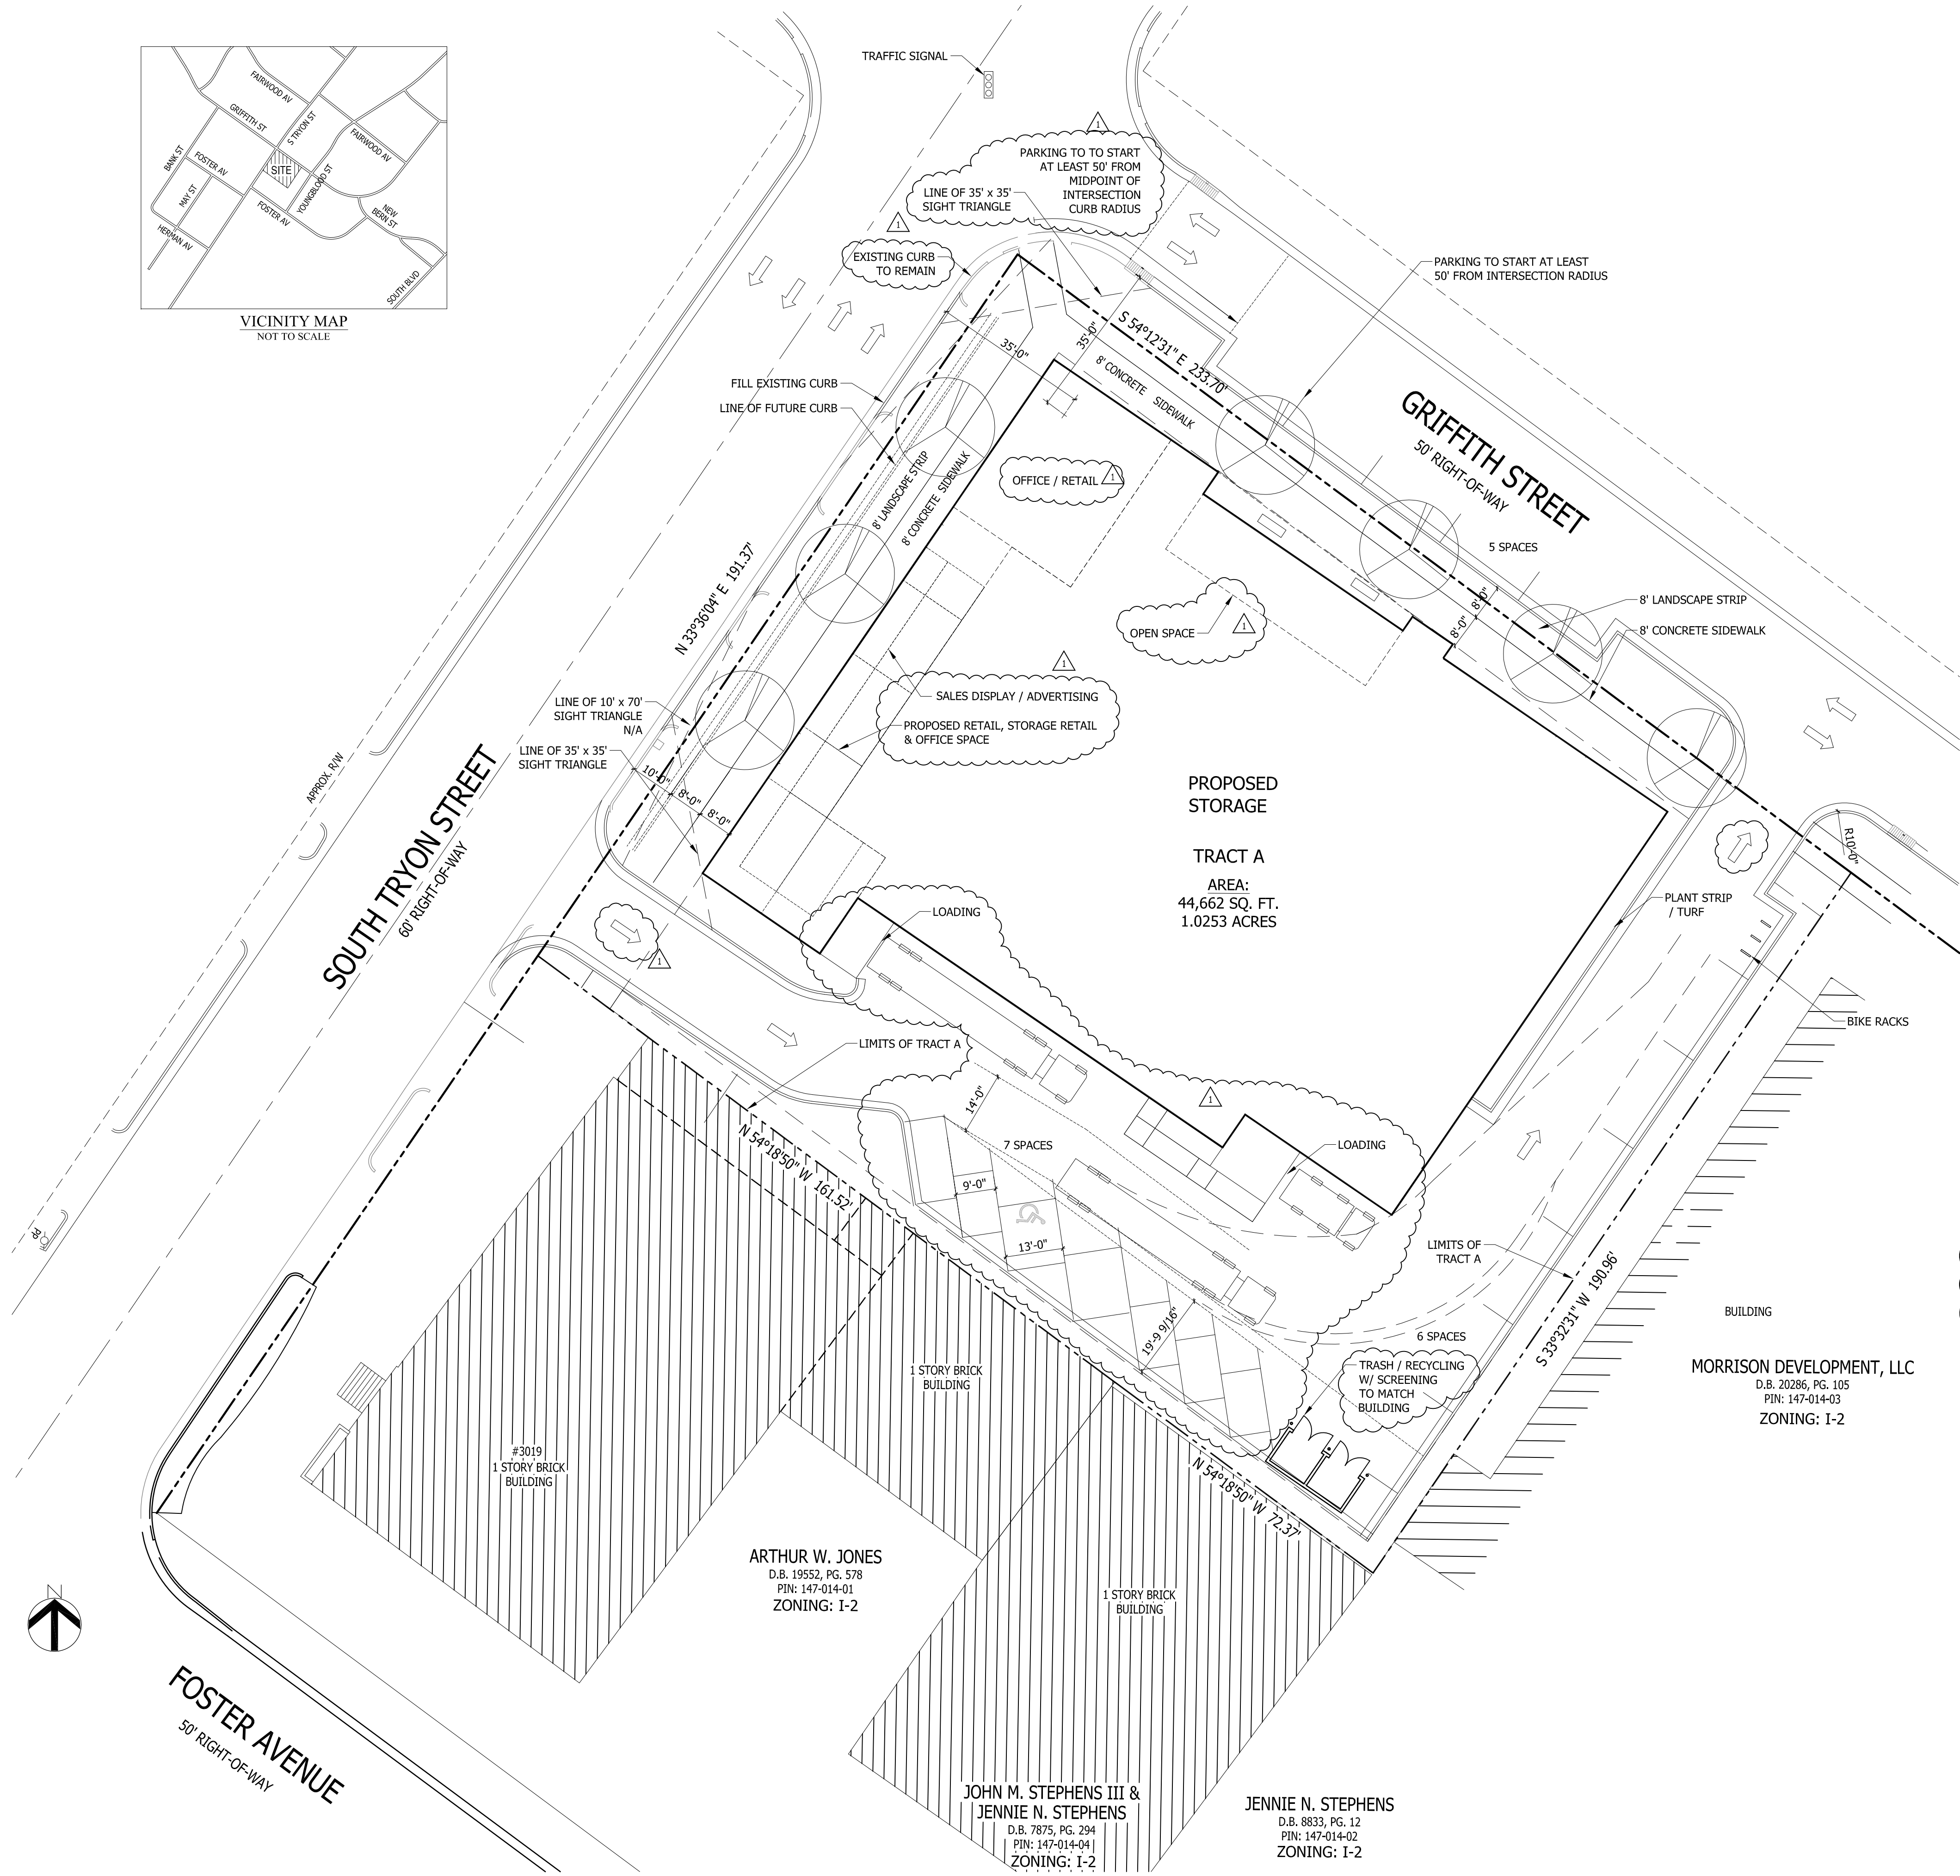 FAIRWOOD AV
GRIFFITH ST
S TRYON ST
FAIRWOOD AV
BANK ST
FOSTER AV
SITE
MAY ST
YOUNGBLOOD ST
FOSTER AV
NEW
BERN ST
HERMAN AV
SOUTH BLVD
VICINITY MAP
NOT TO SCALE
TRAFFIC SIGNAL
1
PARKING TO TO START
AT LEAST 50' FROM
MIDPOINT OF
INTERSECTION
CURB RADIUS
LINE OF 35' x 35'
SIGHT TRIANGLE
1
EXISTING CURB
TO REMAIN
PARKING TO START AT LEAST
50' FROM INTERSECTION RADIUS
S 54°12'31" E 233.70'
35'-0"
35'-0"
8' CONCRETE SIDEWALK
FILL EXISTING CURB
LINE OF FUTURE CURB
GRIFFITH STREET
50' RIGHT-OF-WAY
8' LANDSCAPE STRIP
8' CONCRETE SIDEWALK
OFFICE / RETAIL
1
5 SPACES
N 33°36'04" E 191.37'
8'-0"
8'-0"
8' LANDSCAPE STRIP
8' CONCRETE SIDEWALK
OPEN SPACE
1
1
SALES DISPLAY / ADVERTISING
PROPOSED RETAIL, STORAGE RETAIL
& OFFICE SPACE
LINE OF 10' x 70'
SIGHT TRIANGLE
N/A
LINE OF 35' x 35'
SIGHT TRIANGLE
10'-0"
8'-0"
8'-0"
APPROX. R/W
SOUTH TRYON STREET
60' RIGHT-OF-WAY
PROPOSED
STORAGE
TRACT A
AREA:
44,662 SQ. FT.
1.0253 ACRES
R10'-0"
PLANT STRIP
/ TURF
LOADING
1
BIKE RACKS
LIMITS OF TRACT A
14'-0"
1
7 SPACES
LOADING
N 54°18'50" W 161.52'
9'-0"
13'-0"
PP
LIMITS OF
TRACT A
19'-9 9/16"
6 SPACES
S 33°32'31" W 190.96'
BUILDING
TRASH / RECYCLING
W/ SCREENING
TO MATCH
BUILDING
MORRISON DEVELOPMENT, LLC
D.B. 20286, PG. 105
PIN: 147-014-03
ZONING: I-2
1 STORY BRICK
BUILDING
#3019
1 STORY BRICK
BUILDING
N 54°18'50" W 72.37'
ARTHUR W. JONES
D.B. 19552, PG. 578
PIN: 147-014-01
ZONING: I-2
1 STORY BRICK
BUILDING
N
FOSTER AVENUE
50' RIGHT-OF-WAY
JOHN M. STEPHENS III &
JENNIE N. STEPHENS
D.B. 7875, PG. 294
PIN: 147-014-04
ZONING: I-2
JENNIE N. STEPHENS
D.B. 8833, PG. 12
PIN: 147-014-02
ZONING: I-2